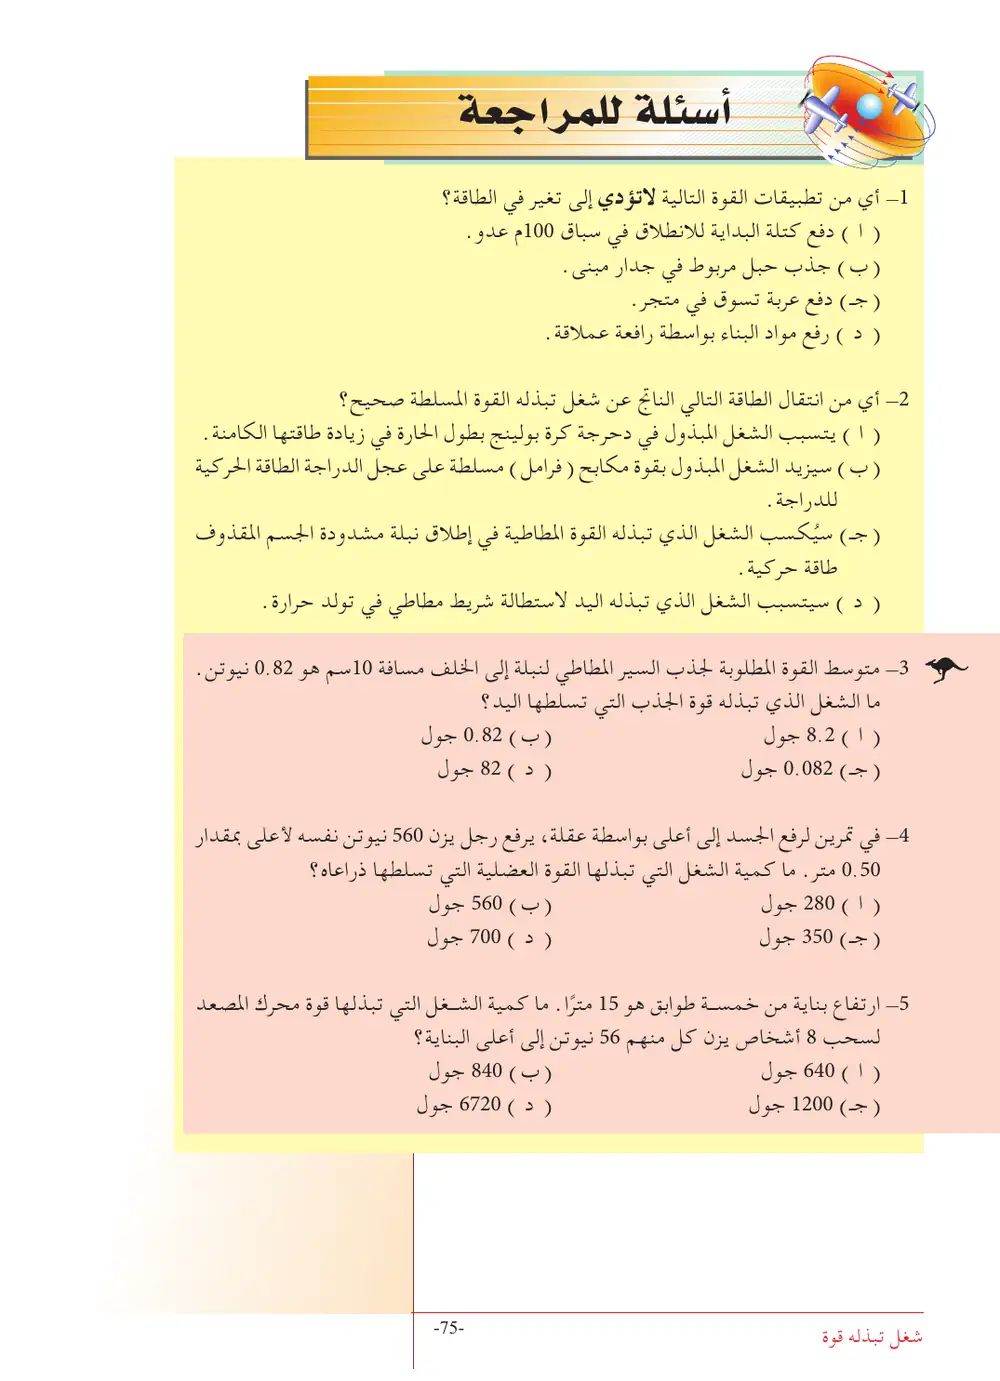 أسئلة للمراجعة
1– أي من تطبيقات القوة التالية لاتؤدي إلى تغير في الطاقة؟
( ا ) دفع كتلة البداية للانطلاق في سباق 100م عدو.
(ب) جذب حبل مربوط في جدار مبنى.
(جـ) دفع عربة تسوق في متجر.
( د ) رفع مواد البناء بواسطة رافعة عملاقة.
2– أي من انتقال الطاقة التالي الناتج عن شغل تبذله القوة المسلطة صحيح؟
( ا ) يتسبب الشغل المبذول في دحرجة كرة بولينج بطول الحارة في زيادة طاقتها الكامنة.
(ب) سيزيد الشغل المبذول بقوة مكابح (فرامل) مسلطة على عجل الدراجة الطاقة الحركية
للدراجة.
(جـ) سيُكسب الشغل الذي تبذله القوة المطاطية في إطلاق نبلة مشدودة الجسم المقذوف
طاقة حركية.
( د ) سيتسبب الشغل الذي تبذله اليد لاستطالة شريط مطاطي في تولد حرارة.
3– متوسط القوة المطلوبة لجذب السير المطاطي لنبلة إلى الخلف مسافة 10سم هو 0.82 نيوتن.
ما الشغل الذي تبذله قوة الجذب التي تسلطها اليد؟
( ا ) 8.2 جول (ب) 0.82 جول
(جـ) 0.082 جول ( د ) 82 جول
4– في تمرين لرفع الجسد إلى أعلى بواسطة عقلة، يرفع رجل يزن 560 نيوتن نفسه لأعلى بمقدار
0.50 متر. ما كمية الشغل التي تبذلها القوة العضلية التي تسلطها ذراعاه؟
( ا ) 280 جول (ب) 560 جول
(جـ) 350 جول ( د ) 700 جول
5– ارتفاع بناية من خمسة طوابق هو 15 مترًا. ما كمية الشغل التي تبذلها قوة محرك المصعد
لسحب 8 أشخاص يزن كل منهم 56 نيوتن إلى أعلى البناية؟
( ا ) 640 جول (ب) 840 جول
(جـ) 1200 جول ( د ) 6720 جول
-75-
شغل تبذله قوة